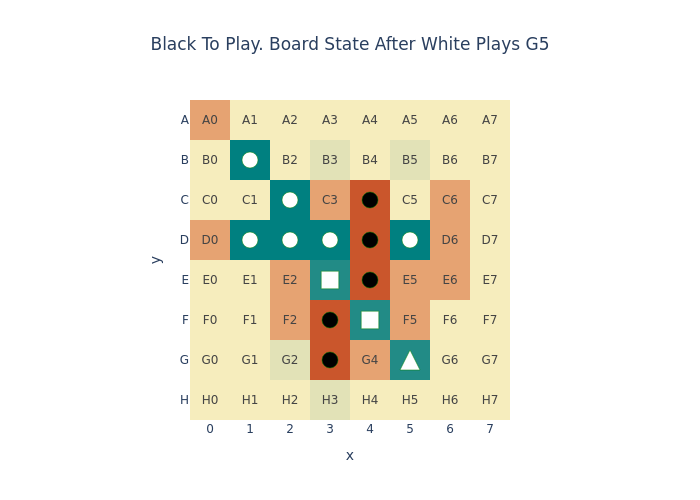 Black To Play. Board State After White Plays G5
A A0 A1 A2 A3 A4 A5 A6 A7
B B0 B2 B3 B4 B5 B6 B7
C C0 C1 C3 C5 C6 C7
y
D D0 D6 D7
E E0 E1 E2 E5 E6 E7
F F0 F1 F2 F5 F6 F7
G G0 G1 G2 G4 G6 G7
H H0 H1 H2 H3 H4 H5 H6 H7
0 1 2 3 4 5 6 7
x